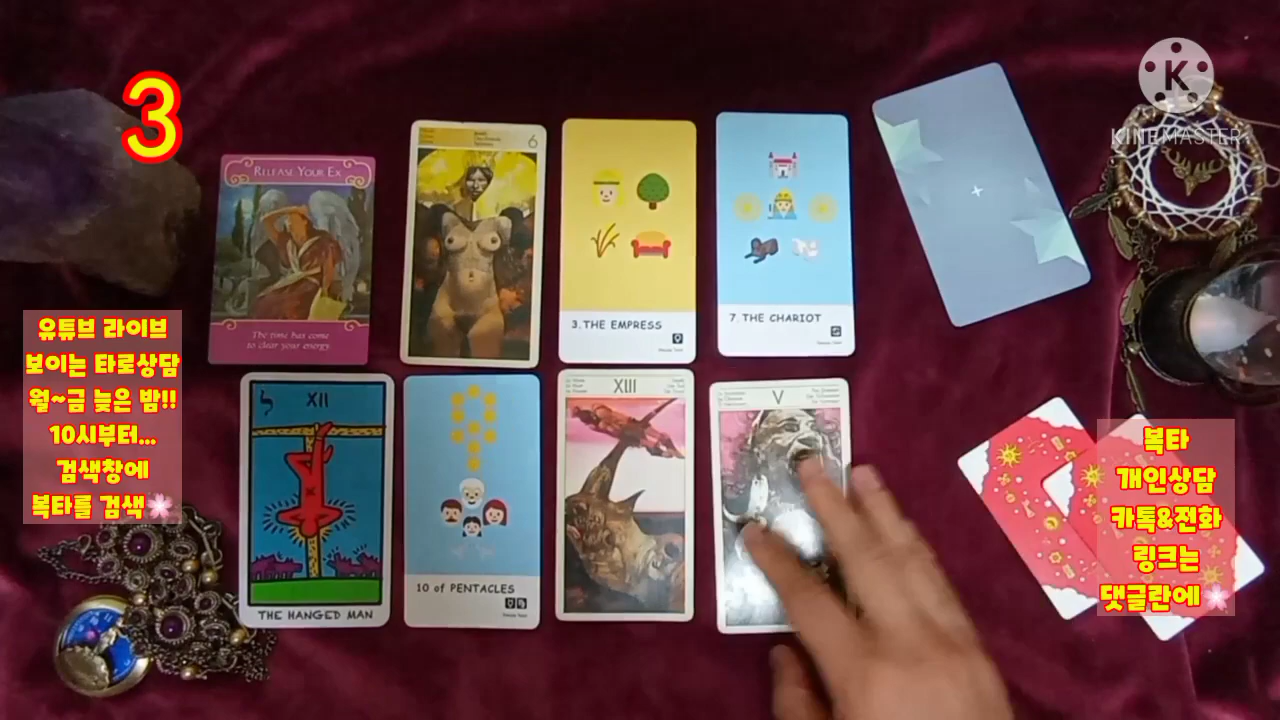 3
KINEMASTER
RELEASE YOUR EX
The time has come
to clear your energy.
6
3. THE EMPRESS
7. THE CHARIOT
유튜브 라이브
보이는 타로상담
월~금 늦은 밤!!
10시부터...
검색창에
복타를 검색🌸
XII
THE HANGED MAN
10 of PENTACLES
XIII
V
복타
개인상담
카톡&전화
링크는
댓글란에🌸